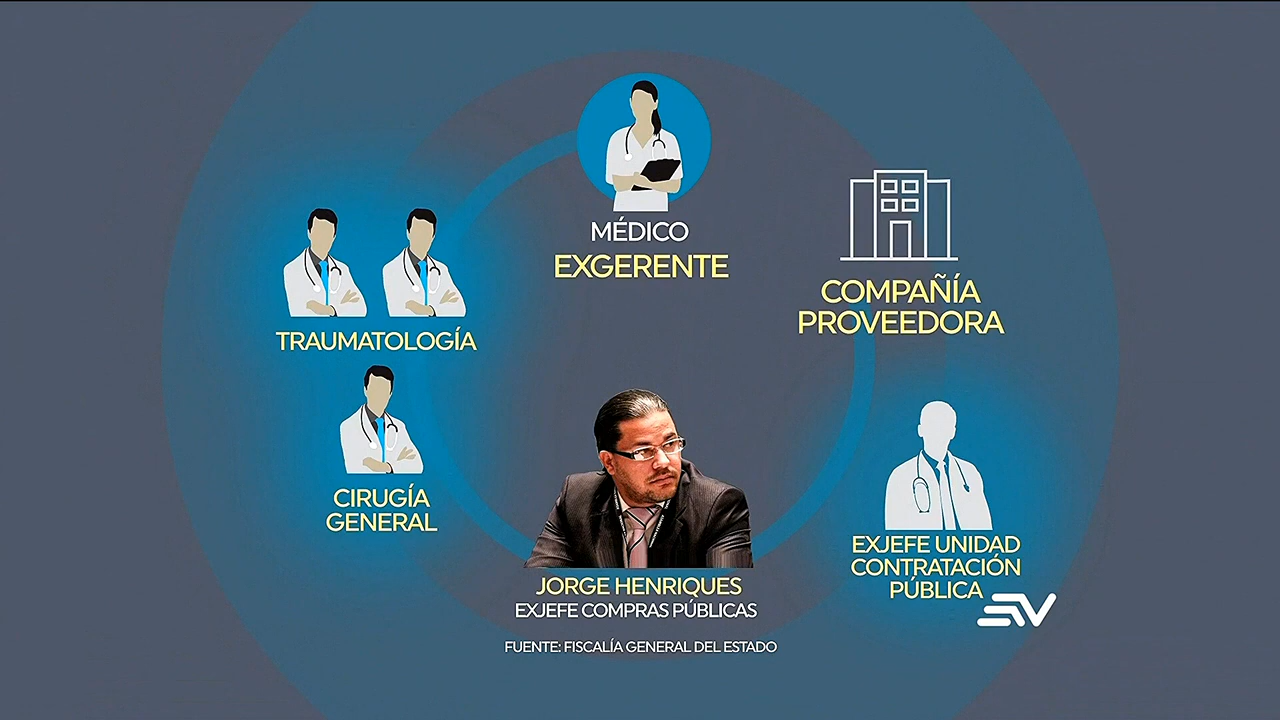 MÉDICO
EXGERENTE
COMPAÑÍA
PROVEEDORA
TRAUMATOLOGÍA
CIRUGÍA
GENERAL
EXJEFE UNIDAD
CONTRATACIÓN
PÚBLICA
JORGE HENRIQUES
EXJEFE COMPRAS PÚBLICAS
FUENTE: FISCALÍA GENERAL DEL ESTADO